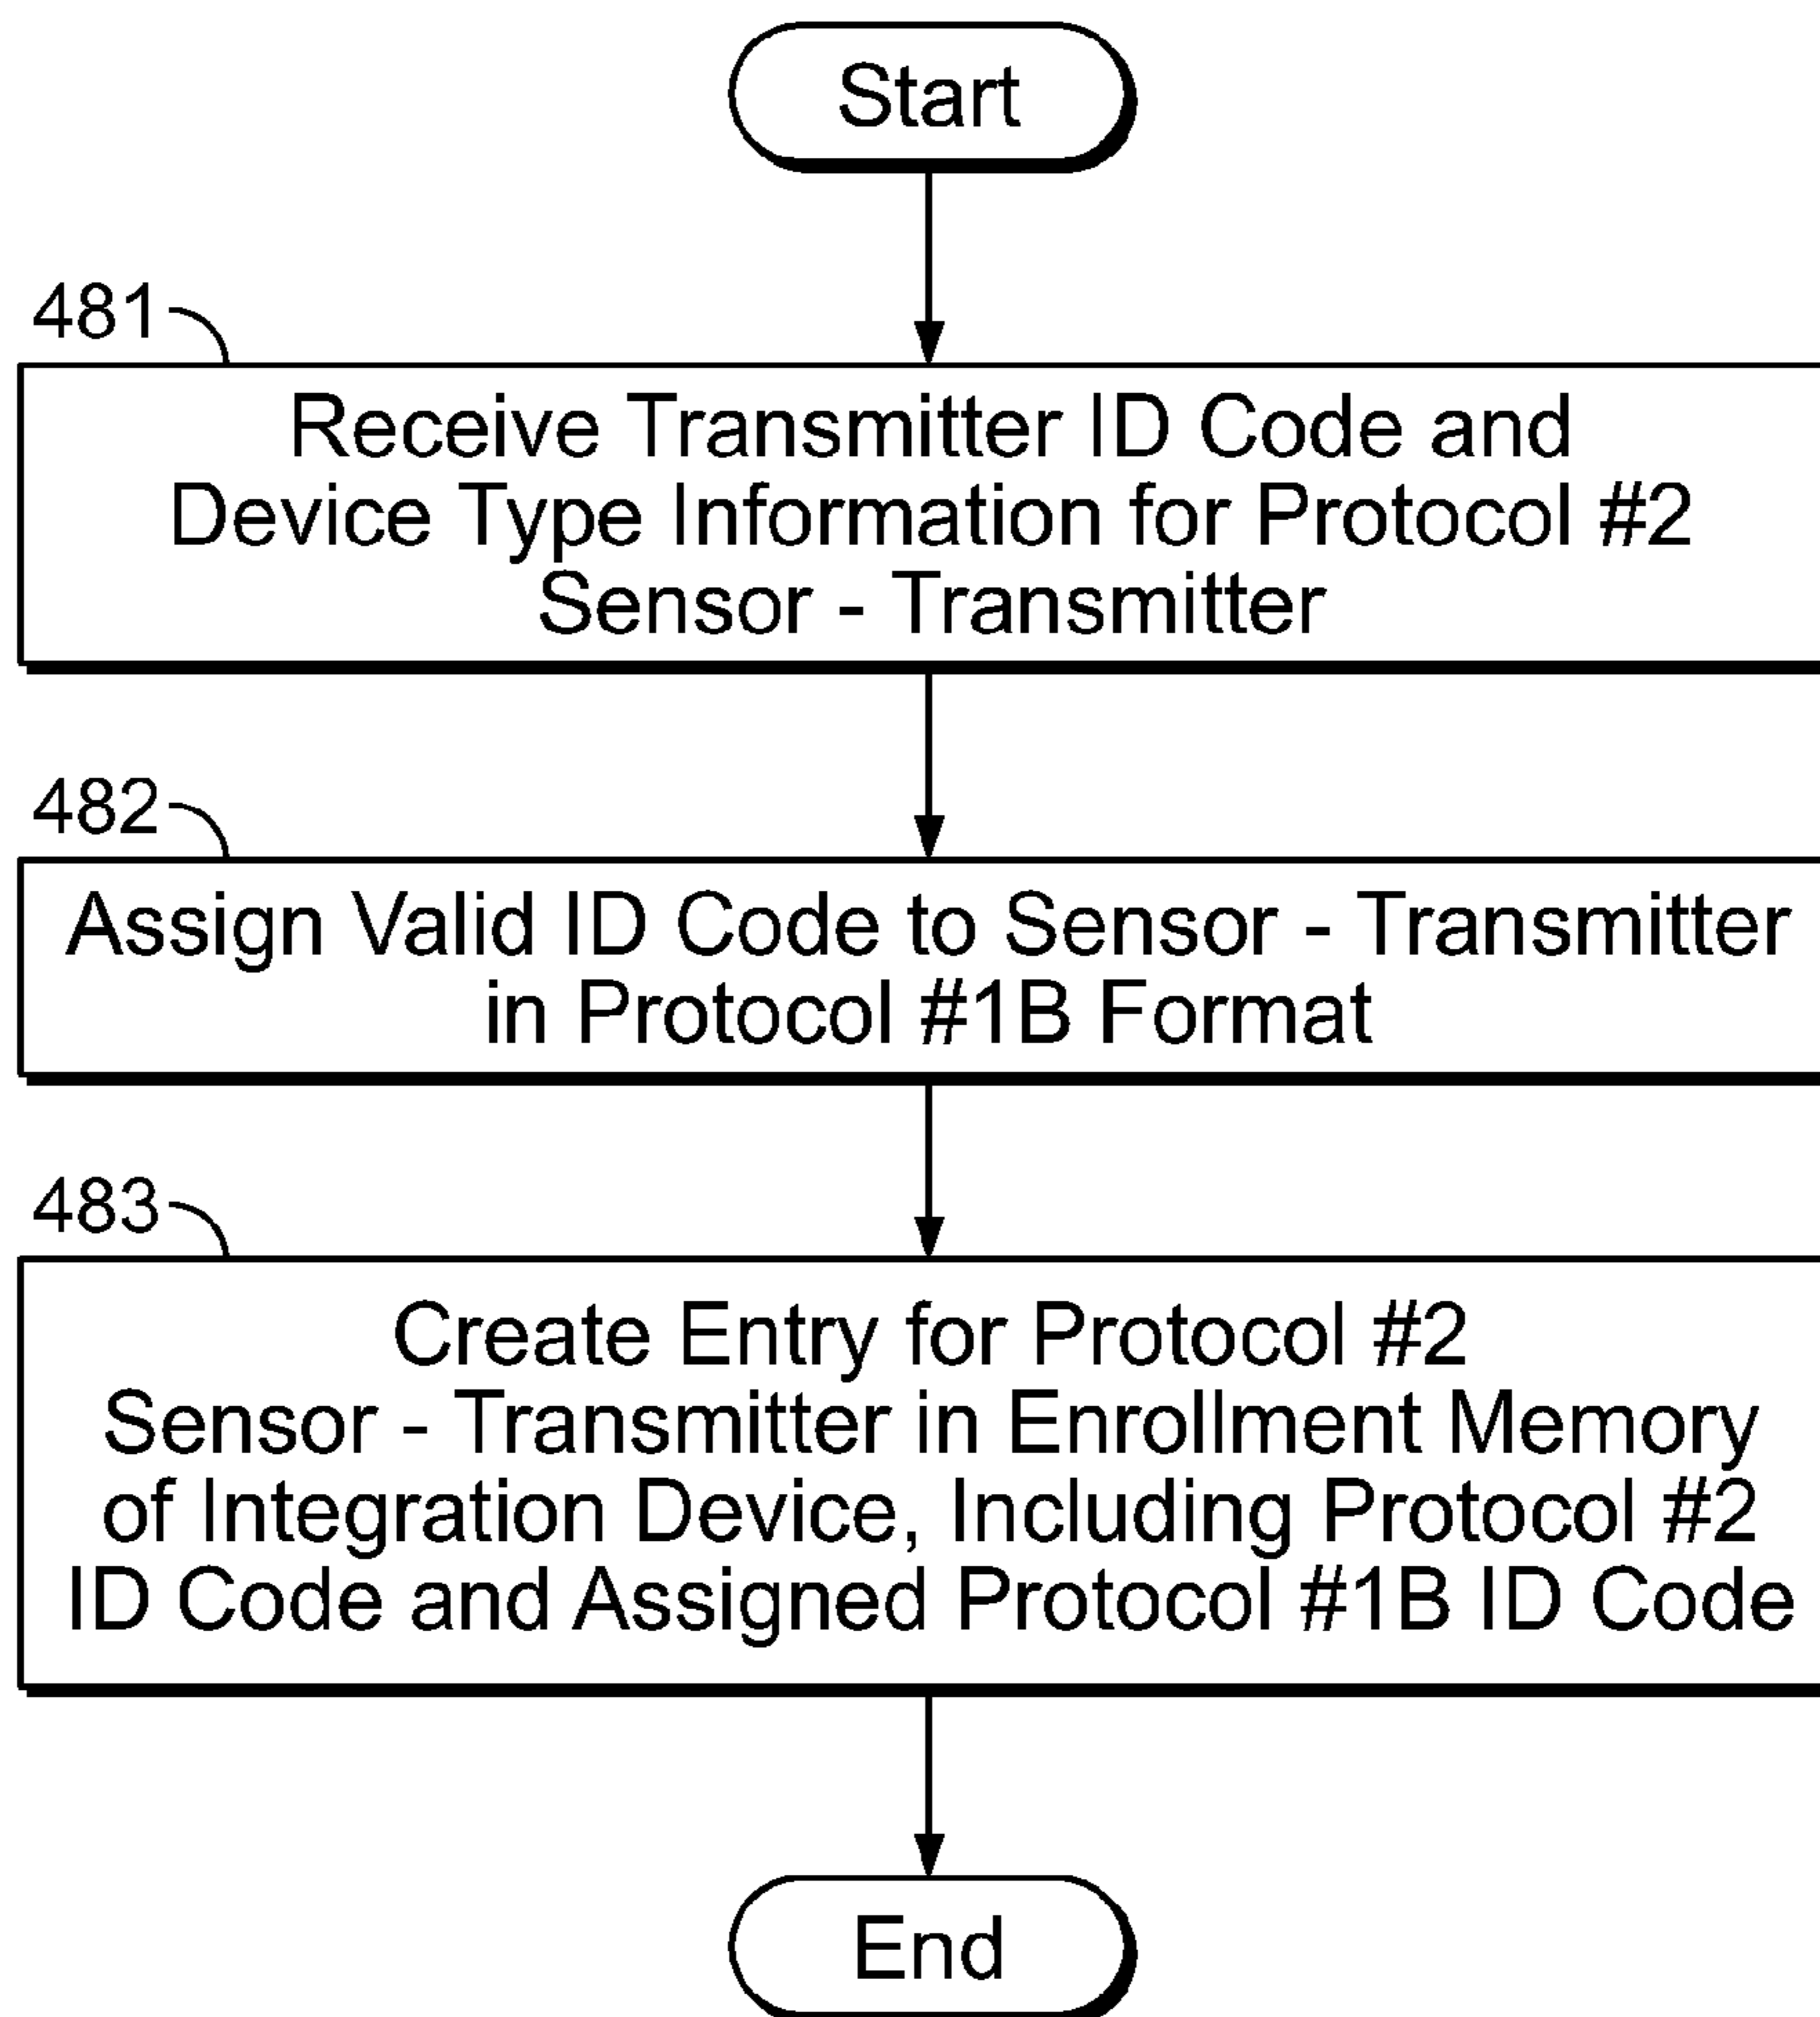 Start
481
Receive Transmitter ID Code and
Device Type Information for Protocol #2
Sensor - Transmitter
482
Assign Valid ID Code to Sensor - Transmitter
in Protocol #1B Format
483
Create Entry for Protocol #2
Sensor - Transmitter in Enrollment Memory
of Integration Device, Including Protocol #2
ID Code and Assigned Protocol #1B ID Code
End